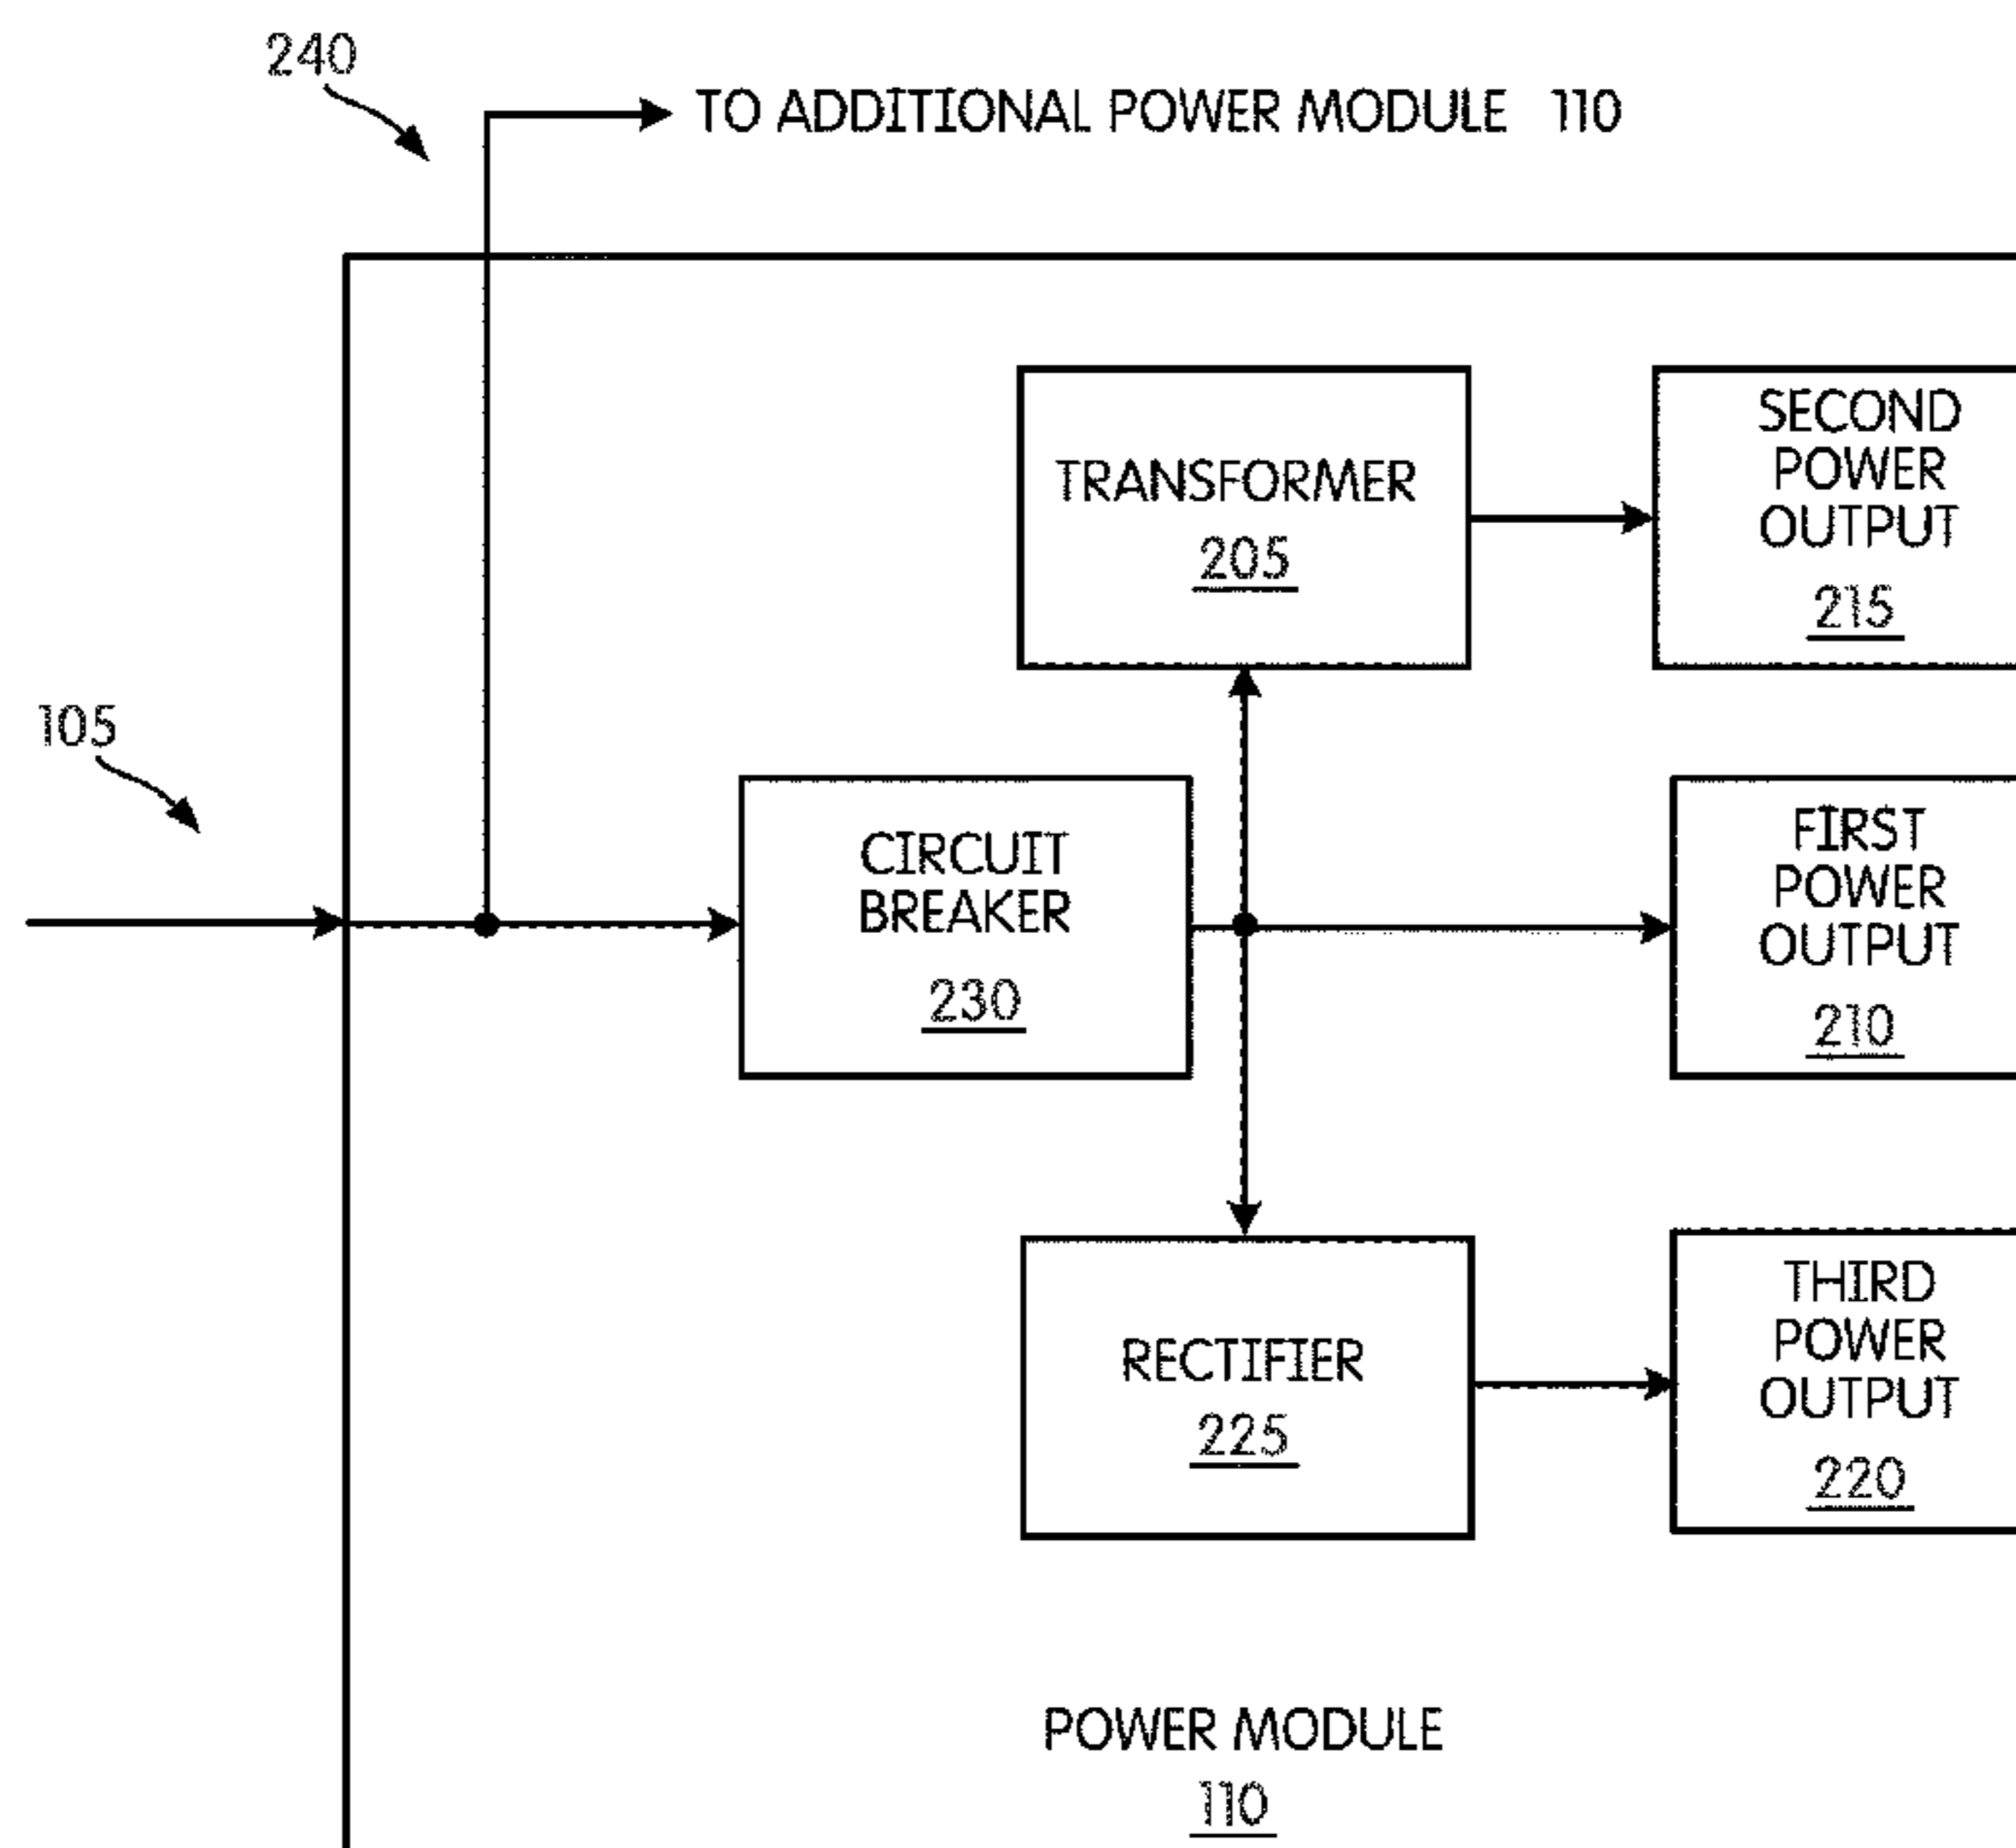 240
TO ADDITIONAL POWER MODULE 110
TRANSFORMER
205
SECOND
POWER
OUTPUT
215
105
CIRCUIT
BREAKER
230
FIRST
POWER
OUTPUT
210
RECTIFIER
225
THIRD
POWER
OUTPUT
220
POWER MODULE
110